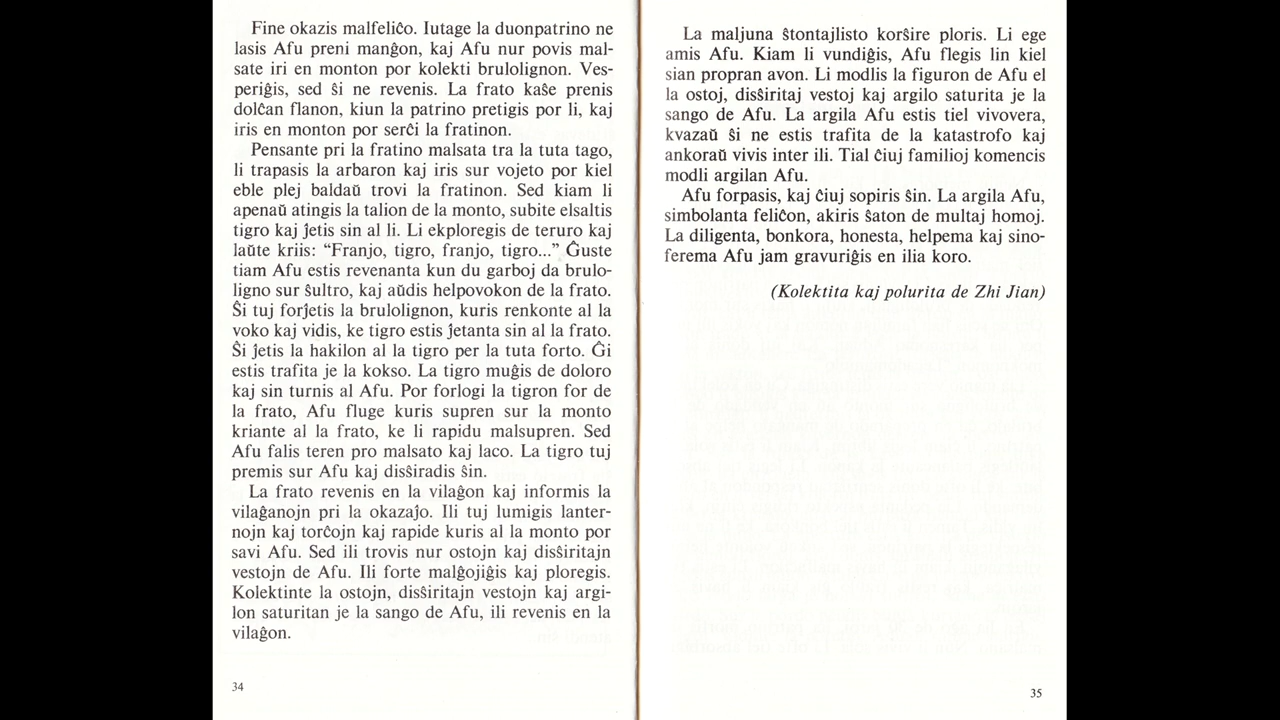 Fine okazis malfeliĉo. Iutage la duonpatrino ne
lasis Afu preni manĝon, kaj Afu nur povis mal-
sate iri en monton por kolekti brulolignon. Ves-
periĝis, sed ŝi ne revenis. La frato kaŝe prenis
dolĉan flanon, kiun la patrino pretigis por li, kaj
iris en monton por serĉi la fratinon.
Pensante pri la fratino malsata tra la tuta tago,
li trapasis la arbaron kaj iris sur vojeto por kiel
eble plej baldaŭ trovi la fratinon. Sed kiam li
apenaŭ atingis la talion de la monto, subite elsaltis
tigro kaj ĵetis sin al li. Li ekploregis de teruro kaj
laŭte kriis: “Franjo, tigro, franjo, tigro...” Ĝuste
tiam Afu estis revenanta kun du garboj da brulo-
ligno sur ŝultro, kaj aŭdis helpovokon de la frato.
Ŝi tuj forĵetis la brulolignon, kuris renkonte al la
voko kaj vidis, ke tigro estis ĵetanta sin al la frato.
Ŝi ĵetis la hakilon al la tigro per la tuta forto. Ĝi
estis trafita je la kokso. La tigro muĝis de doloro
kaj sin turnis al Afu. Por forlogi la tigron for de
la frato, Afu fluge kuris supren sur la monto
kriante al la frato, ke li rapidu malsupren. Sed
Afu falis teren pro malsato kaj laco. La tigro tuj
premis sur Afu kaj disŝiradis ŝin.
La frato revenis en la vilaĝon kaj informis la
vilaĝanojn pri la okazaĵo. Ili tuj lumigis lanter-
nojn kaj torĉojn kaj rapide kuris al la monto por
savi Afu. Sed ili trovis nur ostojn kaj disŝiritajn
vestojn de Afu. Ili forte malĝojiĝis kaj ploregis.
Kolektinte la ostojn, disŝiritajn vestojn kaj argi-
lon saturitan je la sango de Afu, ili revenis en la
vilaĝon.
34
La maljuna ŝtontajlisto korŝire ploris. Li ege
amis Afu. Kiam li vundiĝis, Afu flegis lin kiel
sian propran avon. Li modlis la figuron de Afu el
la ostoj, disŝiritaj vestoj kaj argilo saturita je la
sango de Afu. La argila Afu estis tiel vivovera,
kvazaŭ ŝi ne estis trafita de la katastrofo kaj
ankoraŭ vivis inter ili. Tial ĉiuj familioj komencis
modli argilan Afu.
Afu forpasis, kaj ĉiuj sopiris ŝin. La argila Afu,
simbolanta feliĉon, akiris ŝaton de multaj homoj.
La diligenta, bonkora, honesta, helpema kaj sino-
ferema Afu jam gravuriĝis en ilia koro.
(Kolektita kaj polurita de Zhi Jian)
35